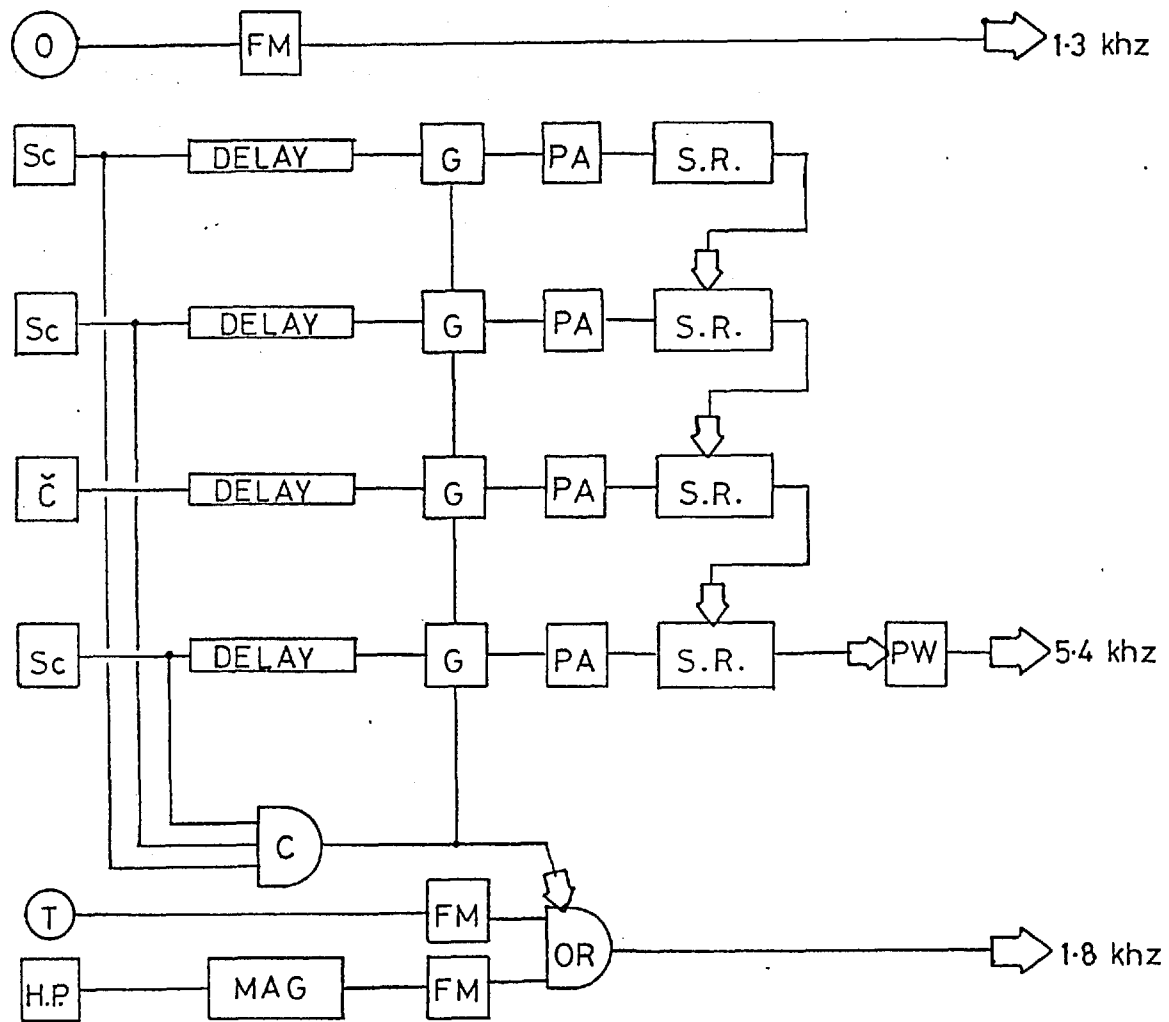 O FM 1·3 khz
Sc DELAY G PA S.R.
Sc DELAY G PA S.R.
Č DELAY G PA S.R.
Sc DELAY G PA S.R. PW 5·4 khz
C
T FM
OR 1·8 khz
H.P. MAG FM